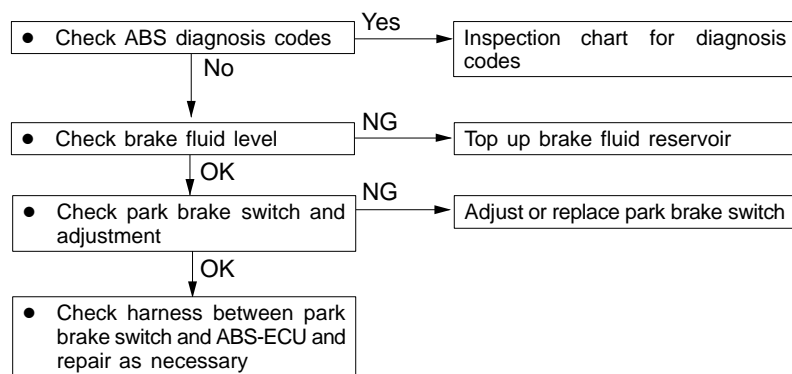 ● Check ABS diagnosis codes
Yes
Inspection chart for diagnosis
codes
No
● Check brake fluid level
NG
Top up brake fluid reservoir
OK
● Check park brake switch and
adjustment
NG
Adjust or replace park brake switch
OK
● Check harness between park
brake switch and ABS-ECU and
repair as necessary